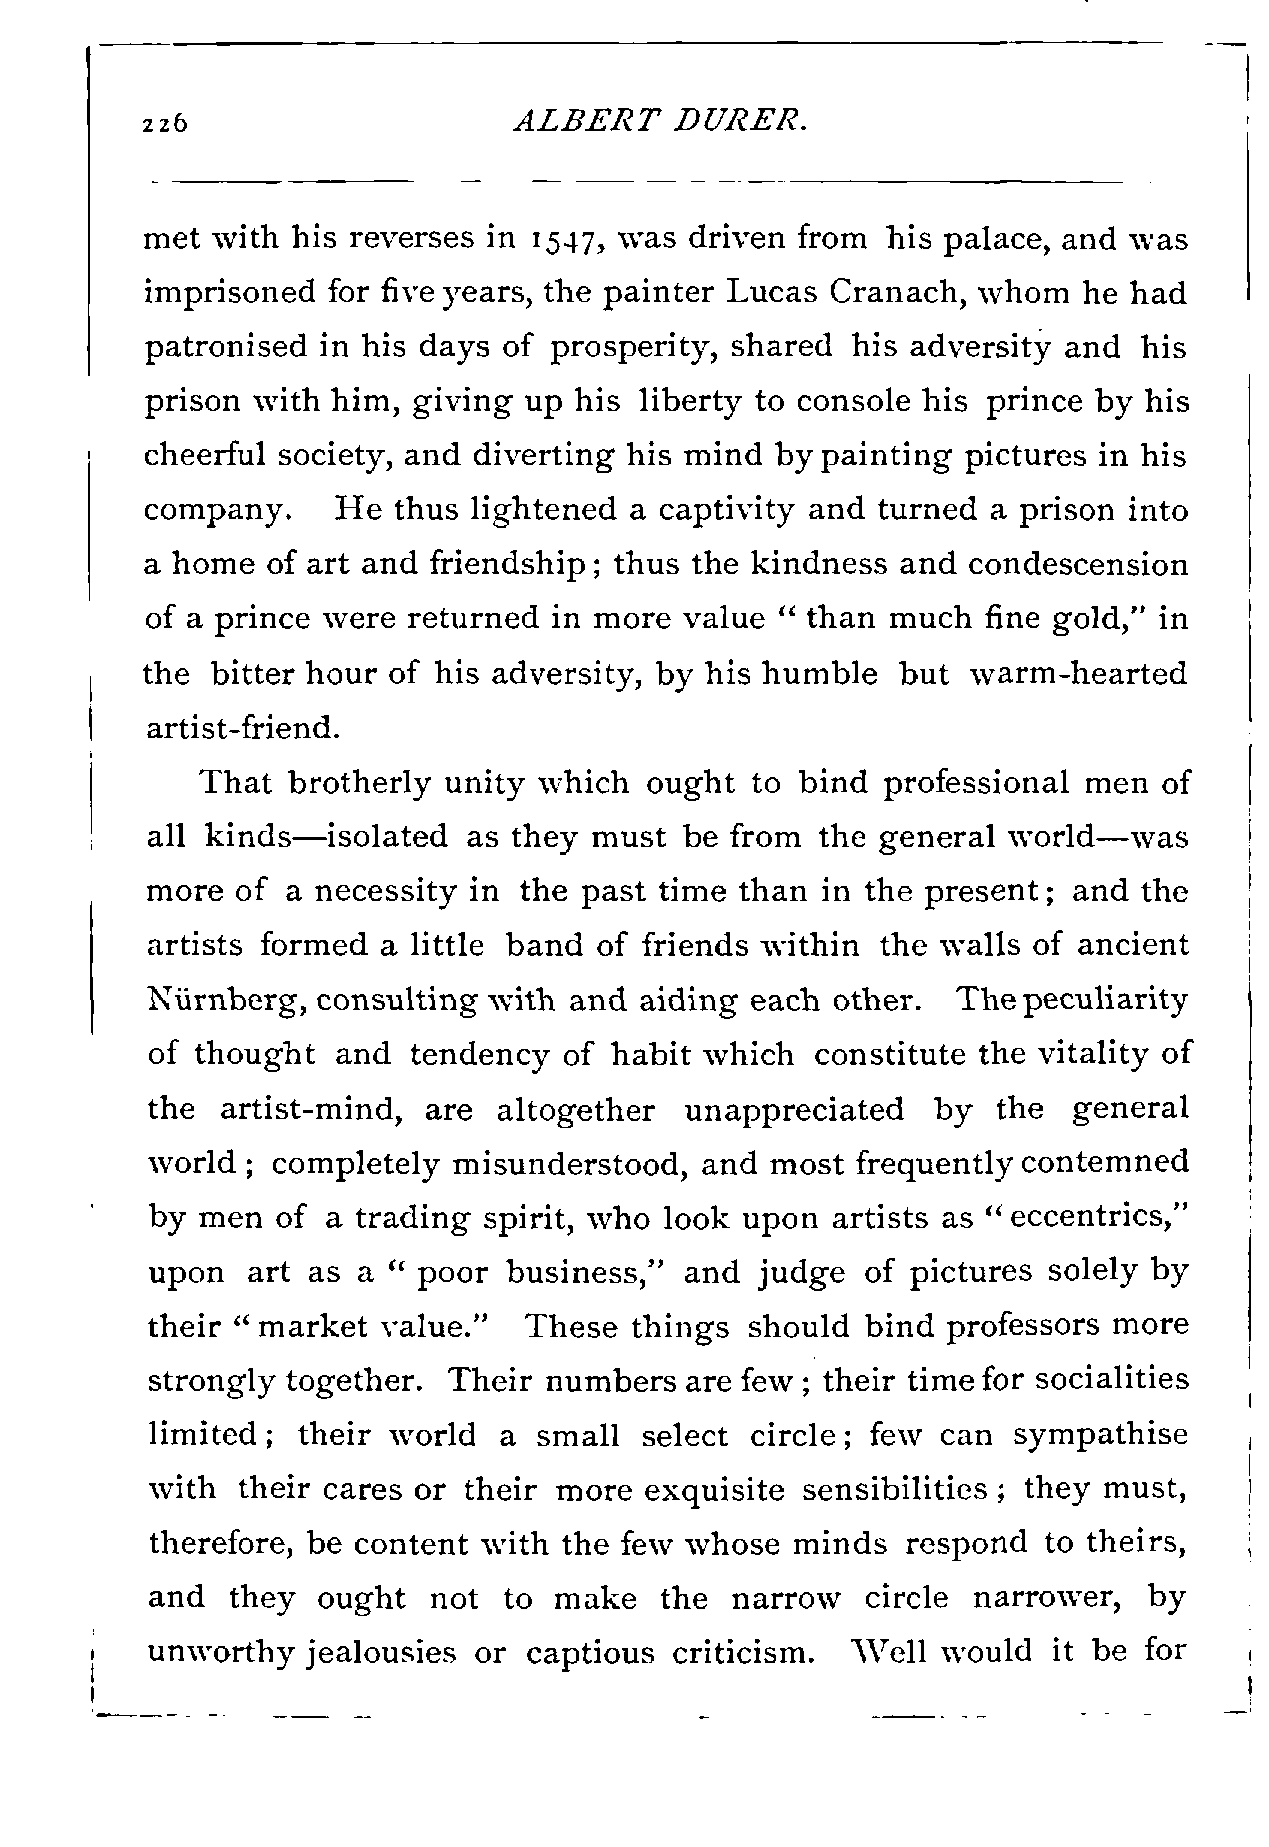 226 ALBERT DURER.
met with his reverses in 1547, was driven from his palace, and was
imprisoned for five years, the painter Lucas Cranach, whom he had
patronised in his days of prosperity, shared his adversity and his
prison with him, giving up his liberty to console his prince by his
cheerful society, and diverting his mind by painting pictures in his
company. He thus lightened a captivity and turned a prison into
a home of art and friendship; thus the kindness and condescension
of a prince were returned in more value “ than much fine gold,” in
the bitter hour of his adversity, by his humble but warm-hearted
artist-friend.
That brotherly unity which ought to bind professional men of
all kinds—isolated as they must be from the general world—was
more of a necessity in the past time than in the present; and the
artists formed a little band of friends within the walls of ancient
Nürnberg, consulting with and aiding each other. The peculiarity
of thought and tendency of habit which constitute the vitality of
the artist-mind, are altogether unappreciated by the general
world; completely misunderstood, and most frequently contemned
by men of a trading spirit, who look upon artists as “ eccentrics,”
upon art as a “ poor business,” and judge of pictures solely by
their “ market value.” These things should bind professors more
strongly together. Their numbers are few; their time for socialities
limited; their world a small select circle; few can sympathise
with their cares or their more exquisite sensibilities; they must,
therefore, be content with the few whose minds respond to theirs,
and they ought not to make the narrow circle narrower, by
unworthy jealousies or captious criticism. Well would it be for